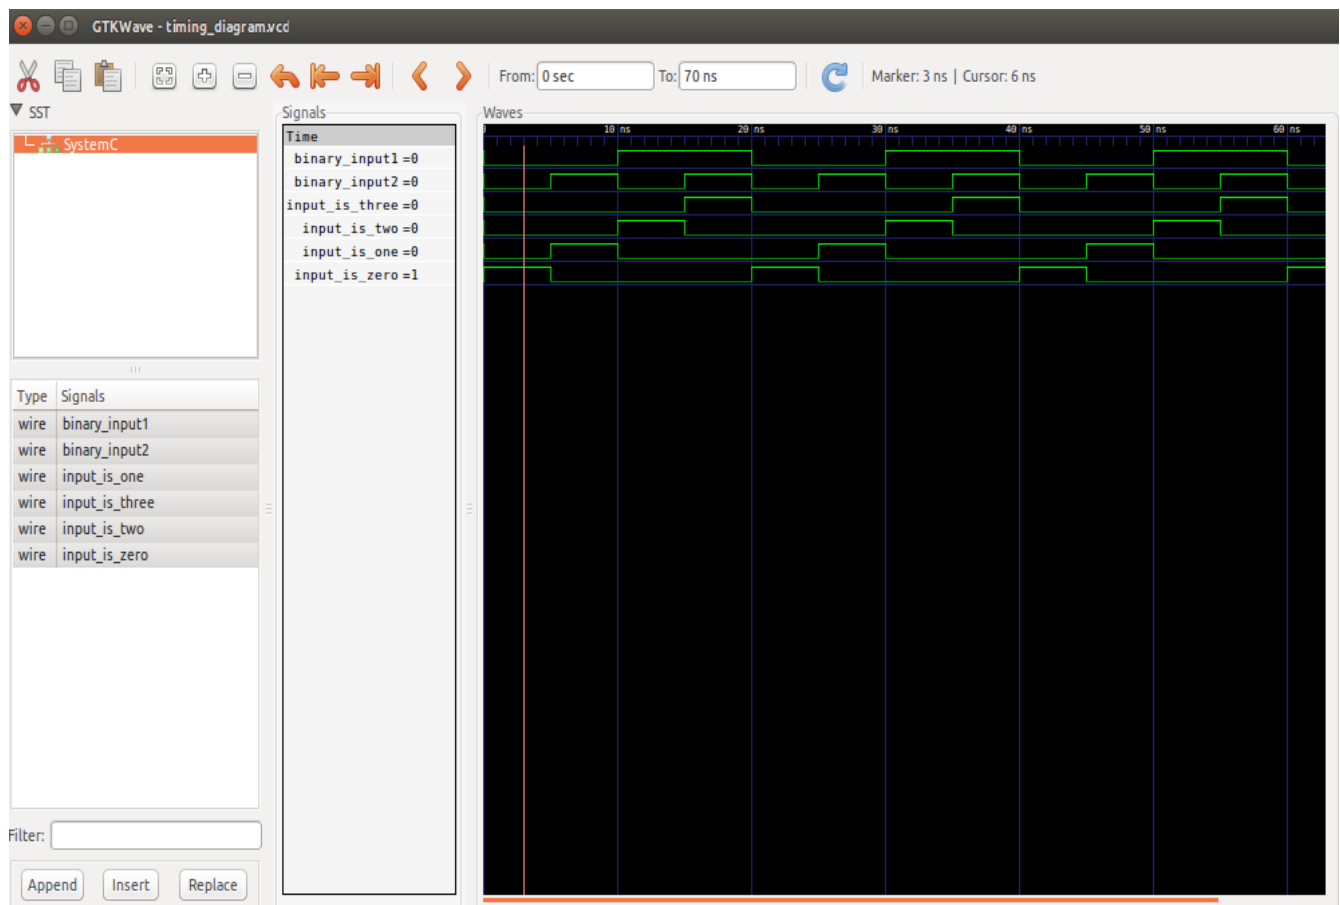 GTKWave - timing_diagram.vcd
From: 0 sec To: 70 ns Marker: 3 ns | Cursor: 6 ns
SST
SystemC
Type Signals
wire binary_input1
wire binary_input2
wire input_is_one
wire input_is_three
wire input_is_two
wire input_is_zero
Filter:
Append Insert Replace
Signals
Time
binary_input1=0
binary_input2=0
input_is_three=0
input_is_two=0
input_is_one=0
input_is_zero=1
Waves
10 ns 20 ns 30 ns 40 ns 50 ns 60 ns